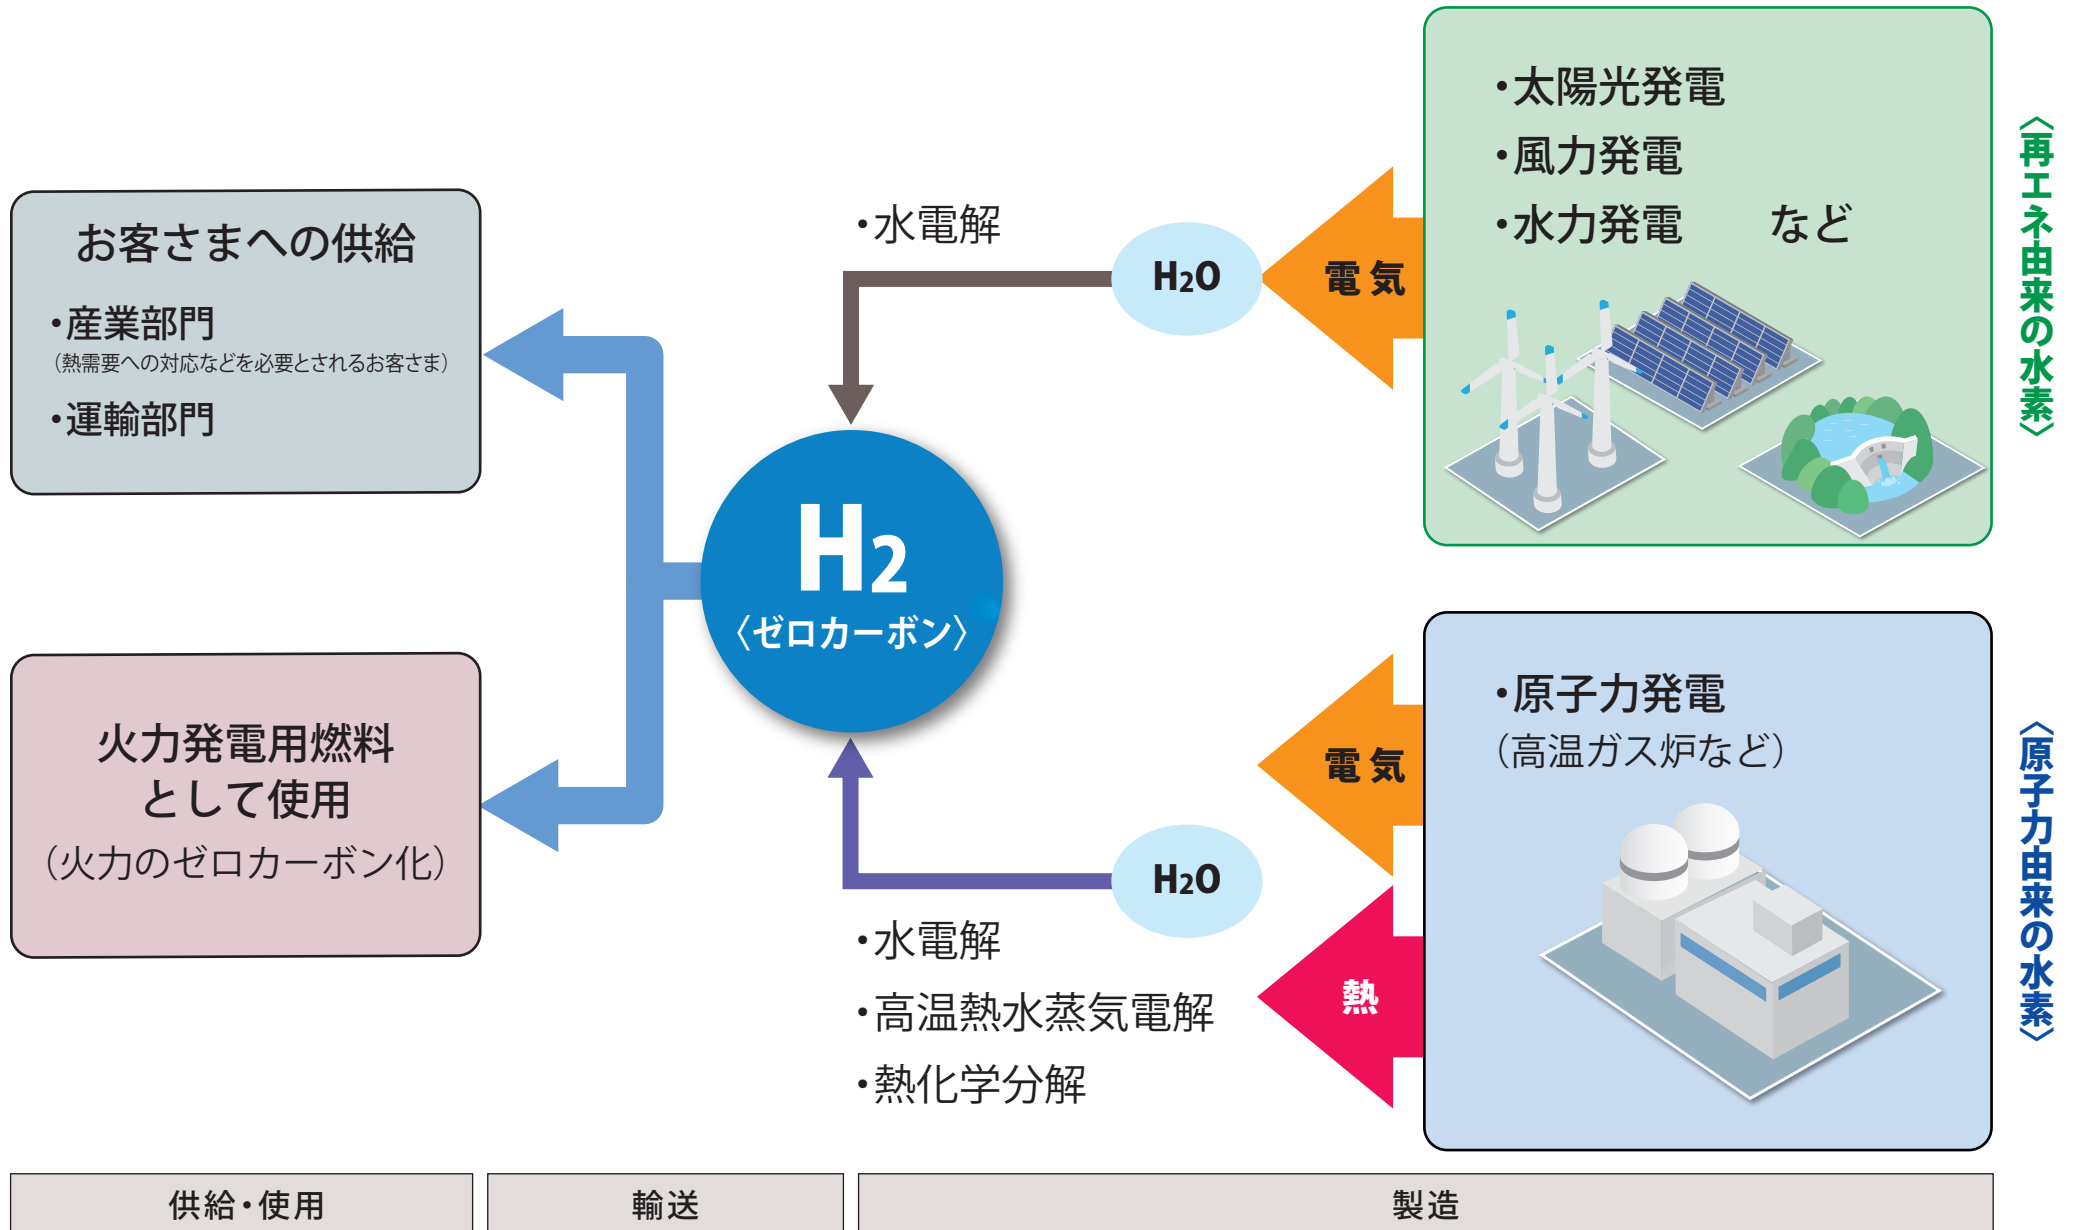 ・太陽光発電
・風力発電
・水力発電　など
〈再エネ由来の水素〉
電気
H₂O
・水電解
お客さまへの供給
・産業部門
（熱需要への対応などを必要とされるお客さま）
・運輸部門
H₂
〈ゼロカーボン〉
火力発電用燃料
として使用
（火力のゼロカーボン化）
・原子力発電
（高温ガス炉など）
〈原子力由来の水素〉
電気
熱
H₂O
・水電解
・高温熱水蒸気電解
・熱化学分解
供給・使用
輸送
製造